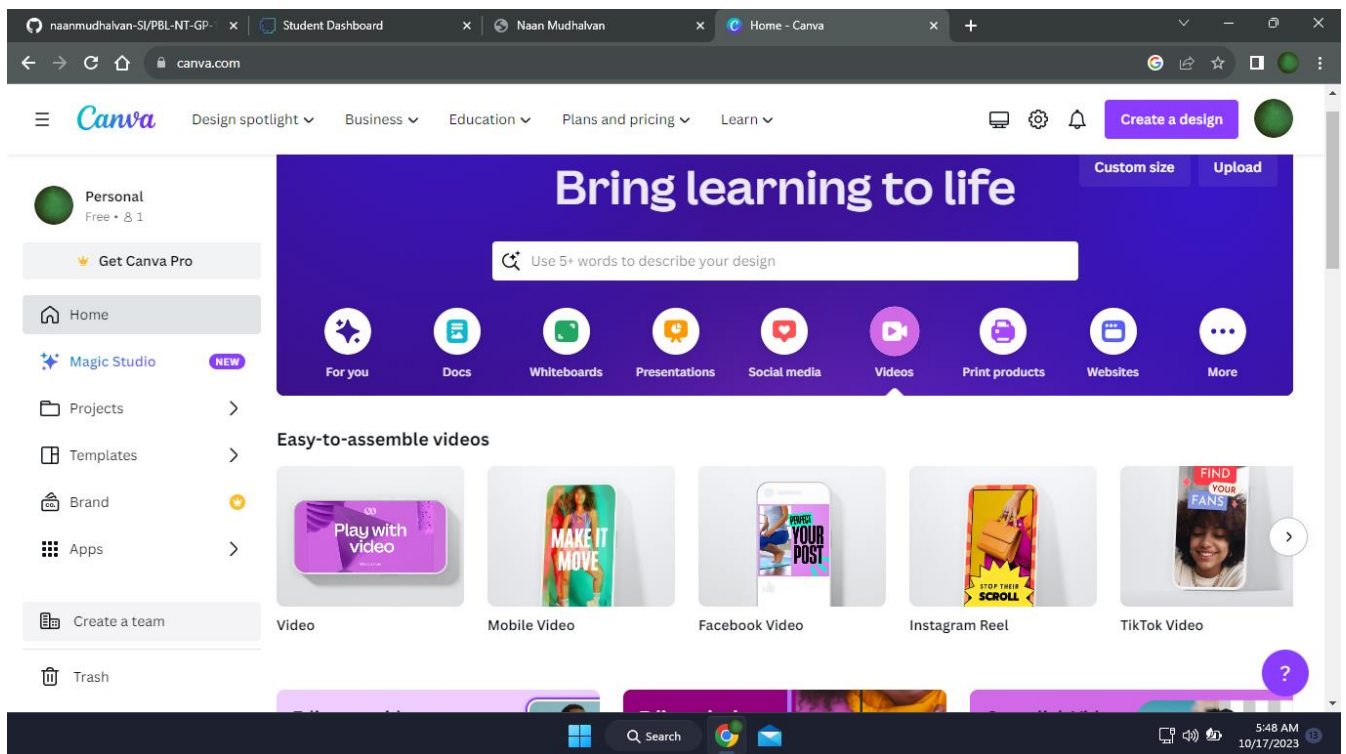 naanmudhalvan-SI/PBL-NT-GP-
Student Dashboard
Naan Mudhalvan
Home - Canva
canva.com
Canva
Design spotlight
Business
Education
Plans and pricing
Learn
Create a design
Personal
Free • 1
Get Canva Pro
Home
Magic Studio NEW
Projects
Templates
Brand
Apps
Create a team
Trash
Custom size
Upload
Bring learning to life
Use 5+ words to describe your design
For you
Docs
Whiteboards
Presentations
Social media
Videos
Print products
Websites
More
Easy-to-assemble videos
Play with
video
MAKE IT
MOVE
PERFECT
YOUR
POST
STOP THEIR
SCROLL
FIND
YOUR
FANS
Video
Mobile Video
Facebook Video
Instagram Reel
TikTok Video
?
Search
5:48 AM
10/17/2023
13